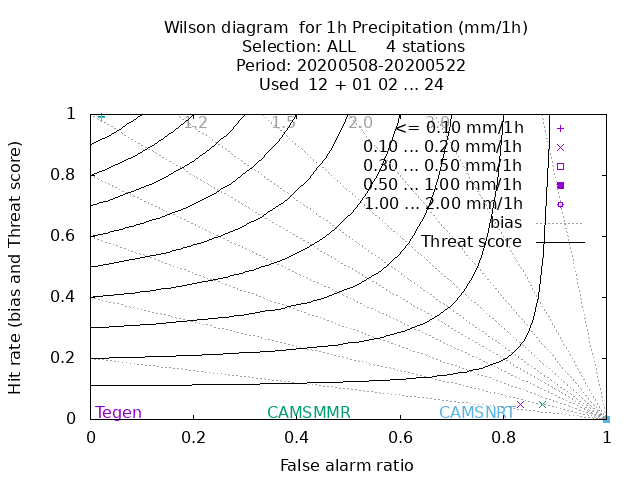 Wilson diagram  for 1h Precipitation (mm/1h)
Selection: ALL      4 stations
Period: 20200508-20200522
Used  12 + 01 02 ... 24
1.2 1.5 2.0 3.0
<= 0.10 mm/1h
0.10 ... 0.20 mm/1h
0.30 ... 0.50 mm/1h
0.50 ... 1.00 mm/1h
1.00 ... 2.00 mm/1h
bias
Threat score
1
0.8
0.6
0.4
0.2
0
Hit rate (bias and Threat score)
Tegen CAMSMMR CAMSNRT
0 0.2 0.4 0.6 0.8 1
False alarm ratio